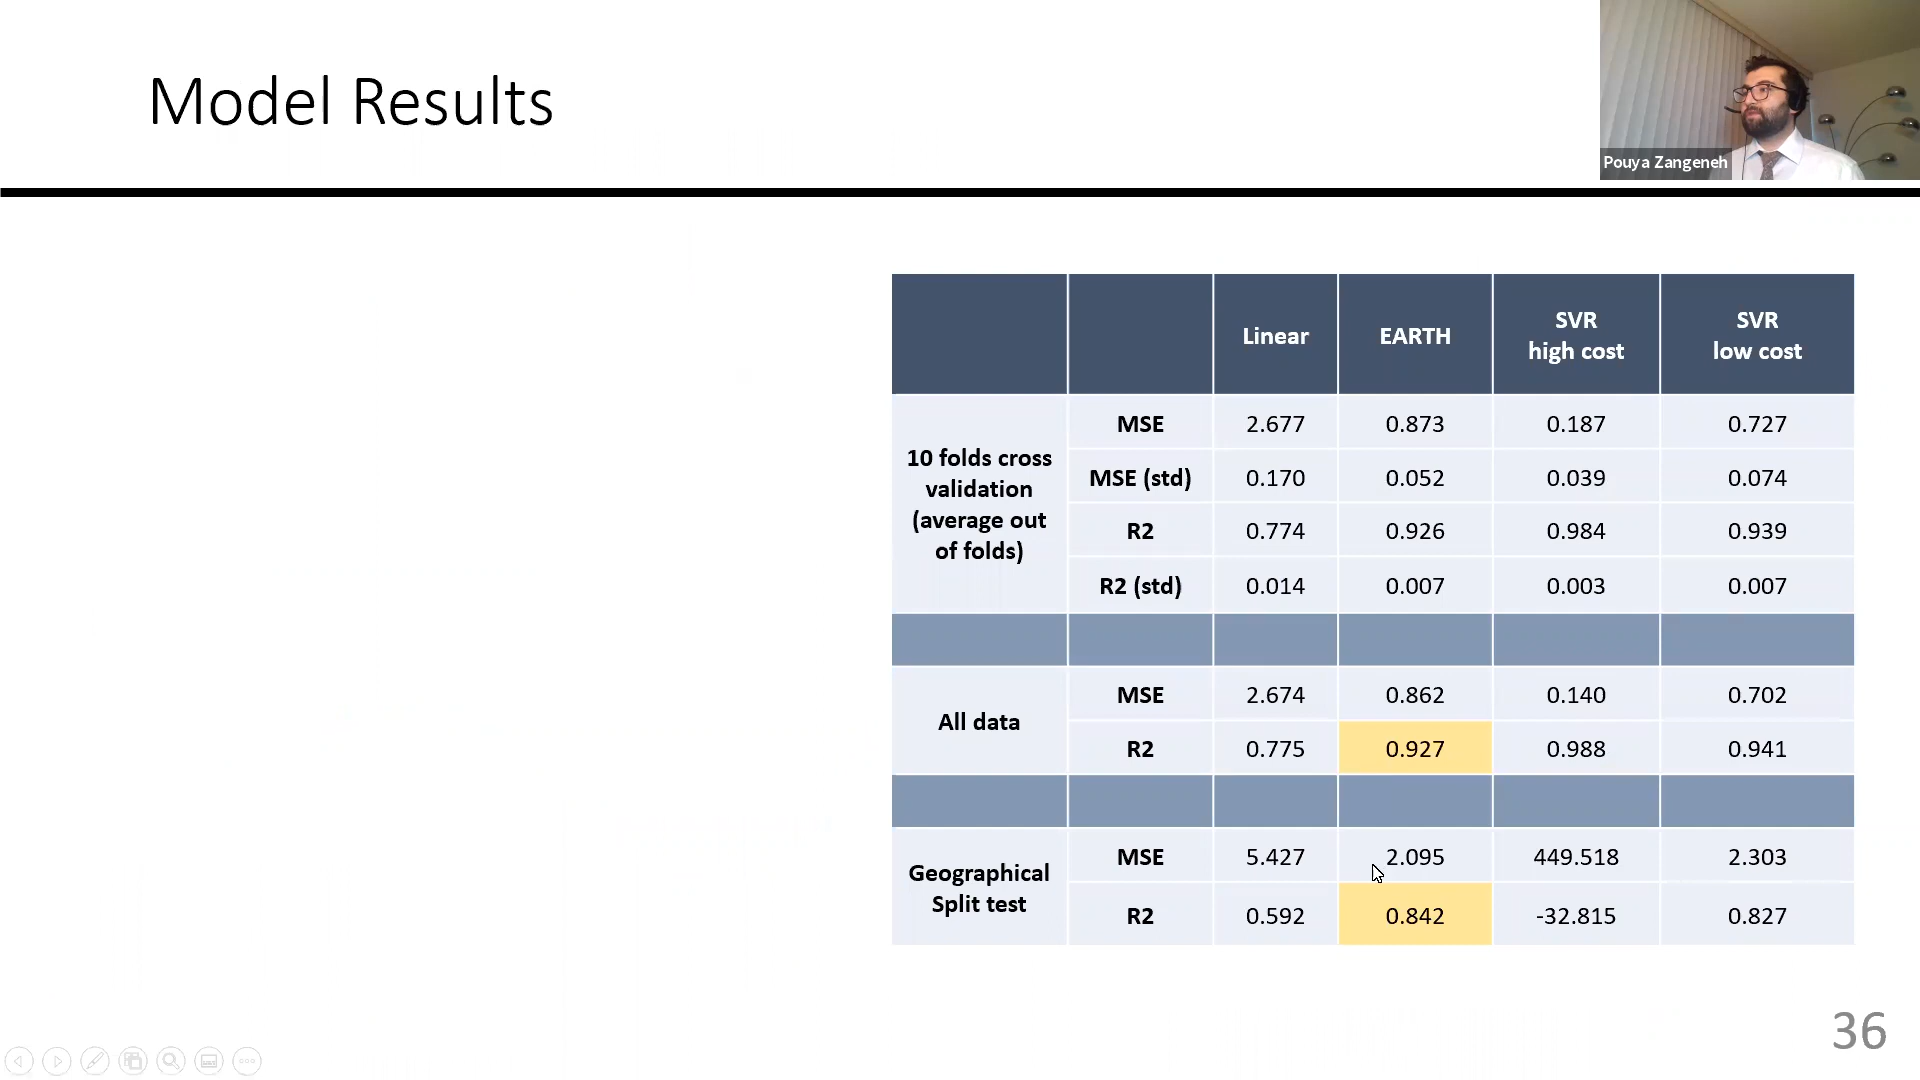 Model Results
Pouya Zangeneh
Linear EARTH SVR high cost SVR low cost
10 folds cross validation (average out of folds)
MSE 2.677 0.873 0.187 0.727
MSE (std) 0.170 0.052 0.039 0.074
R2 0.774 0.926 0.984 0.939
R2 (std) 0.014 0.007 0.003 0.007
All data
MSE 2.674 0.862 0.140 0.702
R2 0.775 0.927 0.988 0.941
Geographical Split test
MSE 5.427 2.095 449.518 2.303
R2 0.592 0.842 -32.815 0.827
36